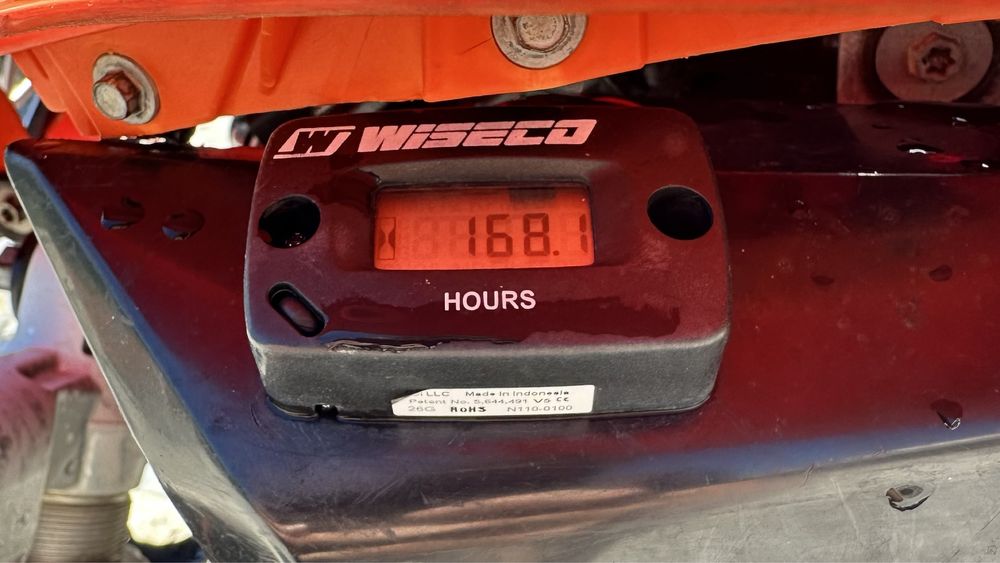 W WISECO
168.1
HOURS
LLC Made in Indonesia
Patent No. 5,644,491 V5 CE
26G RoHS N110-0100